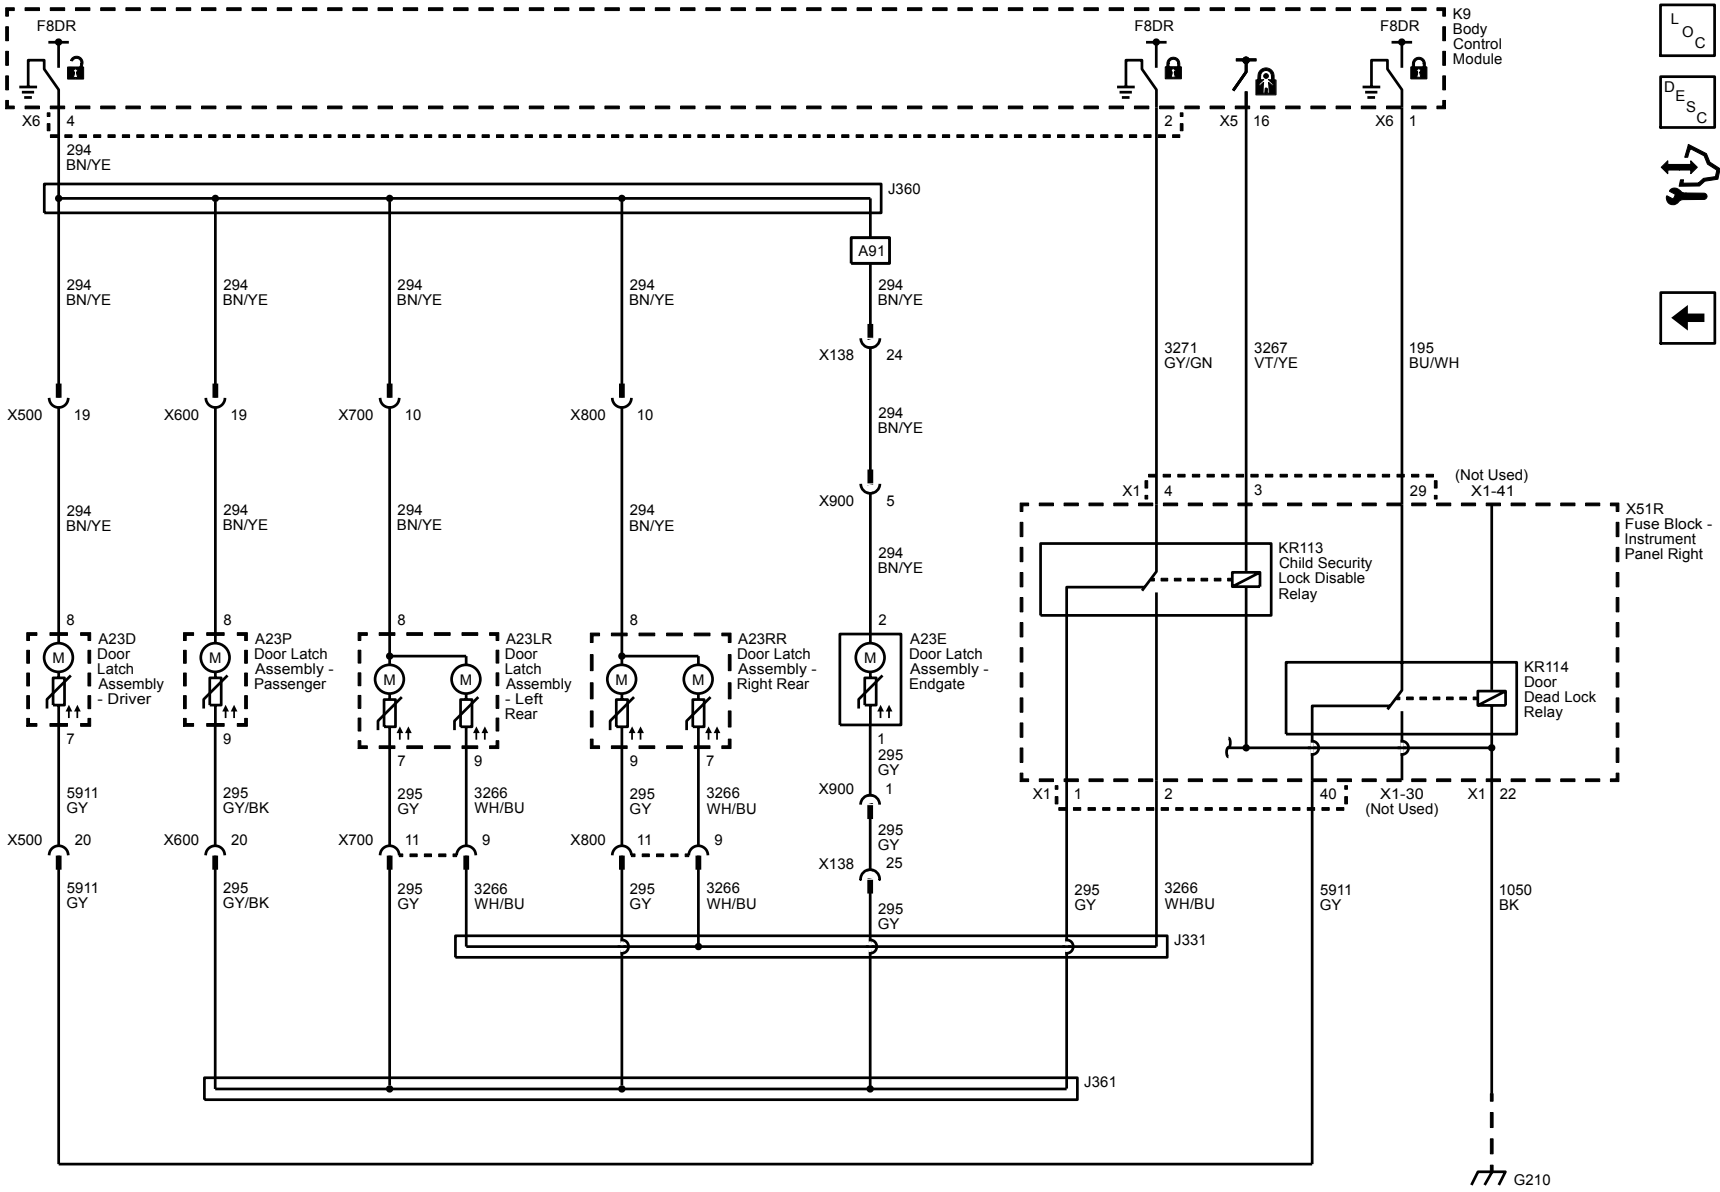 F8DR
F8DR
F8DR
K9
Body
Control
Module
L
O
C
D
E
S
C
X6
4
2
X5
16
X6
1
294
BN/YE
J360
A91
294
BN/YE
294
BN/YE
294
BN/YE
294
BN/YE
294
BN/YE
X138
24
3271
GY/GN
3267
VT/YE
195
BU/WH
X500
19
X600
19
X700
10
X800
10
294
BN/YE
X900
5
X1
4
3
29
(Not Used)
X1-41
294
BN/YE
294
BN/YE
294
BN/YE
294
BN/YE
294
BN/YE
X51R
Fuse Block -
Instrument
Panel Right
KR113
Child Security
Lock Disable
Relay
8
8
8
8
2
M
A23D
Door
Latch
Assembly
- Driver
M
A23P
Door Latch
Assembly -
Passenger
M
M
A23LR
Door
Latch
Assembly
- Left
Rear
M
M
A23RR
Door Latch
Assembly -
Right Rear
M
A23E
Door Latch
Assembly -
Endgate
KR114
Door
Dead Lock
Relay
7
9
7
9
9
7
1
295
GY
5911
GY
295
GY/BK
295
GY
3266
WH/BU
295
GY
3266
WH/BU
X900
1
X1
1
2
40
X1-30
(Not Used)
X1
22
X500
20
X600
20
X700
11
9
X800
11
9
295
GY
X138
25
5911
GY
295
GY/BK
295
GY
3266
WH/BU
295
GY
3266
WH/BU
295
GY
295
GY
3266
WH/BU
5911
GY
1050
BK
J331
J361
G210